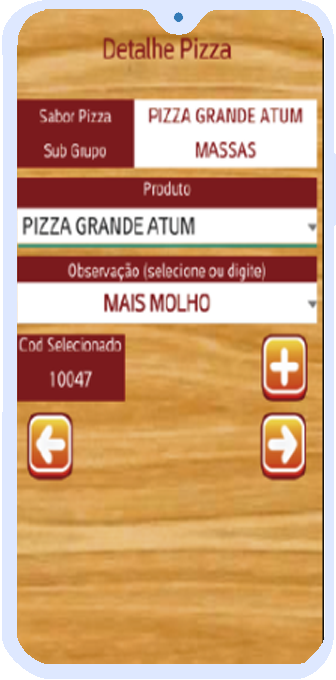 Detalhe Pizza
Sabor Pizza PIZZA GRANDE ATUM
Sub Grupo MASSAS
Produto
PIZZA GRANDE ATUM
Observação (selecione ou digite)
MAIS MOLHO
Cod Selecionado
10047